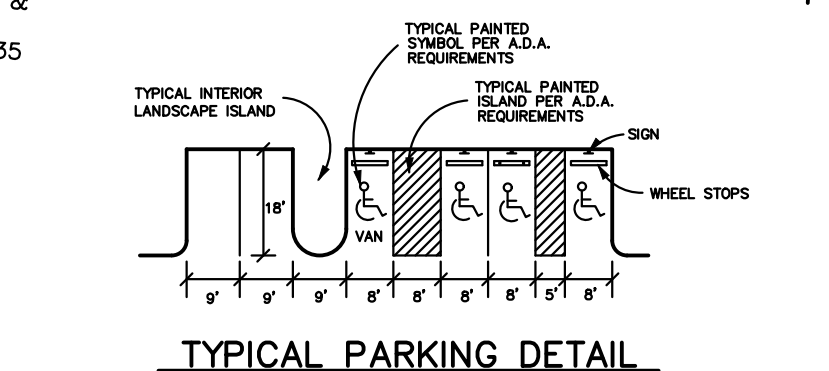 &
35
TYPICAL PAINTED
SYMBOL PER A.D.A.
REQUIREMENTS
TYPICAL INTERIOR
LANDSCAPE ISLAND
TYPICAL PAINTED
ISLAND PER A.D.A.
REQUIREMENTS
SIGN
WHEEL STOPS
18'
VAN
9' 9' 9' 8' 8' 8' 8' 5' 8'
TYPICAL PARKING DETAIL